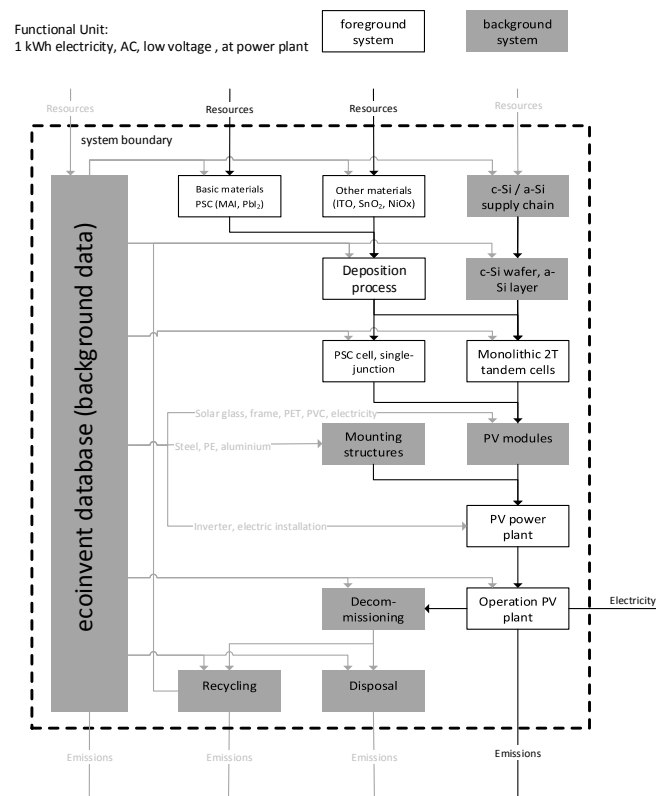 Functional Unit:
1 kWh electricity, AC, low voltage , at power plant
foreground
system
background
system
Resources
Resources
Resources
Resources
system boundary
Basic materials
PSC (MAI, PbI₂)
Other materials
(ITO, SnO₂, NiOx)
c-Si / a-Si
supply chain
Deposition
process
c-Si wafer, a-
Si layer
PSC cell, single-
junction
Monolithic 2T
tandem cells
ecoinvent database (background data)
Solar glass, frame, PET, PVC, electricity
Steel, PE, aluminium
Mounting
structures
PV modules
Inverter, electric installation
PV power
plant
Decom-
missioning
Operation PV
plant
Electricity
Recycling
Disposal
Emissions
Emissions
Emissions
Emissions